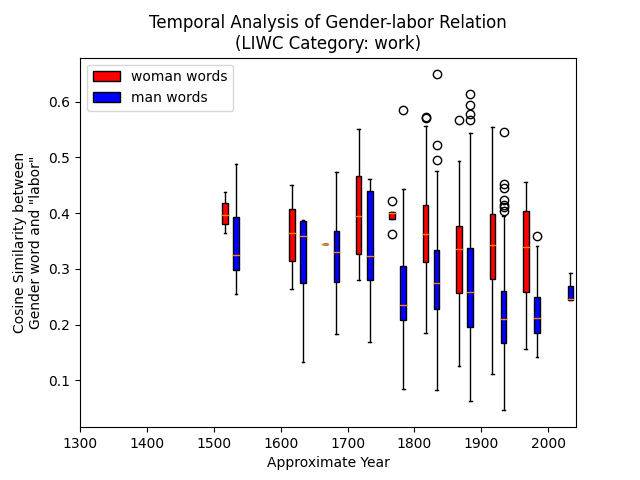 Temporal Analysis of Gender-labor Relation
(LIWC Category: work)
woman words
man words
Cosine Similarity between
Gender word and "labor"
0.6
0.5
0.4
0.3
0.2
0.1
1300 1400 1500 1600 1700 1800 1900 2000
Approximate Year